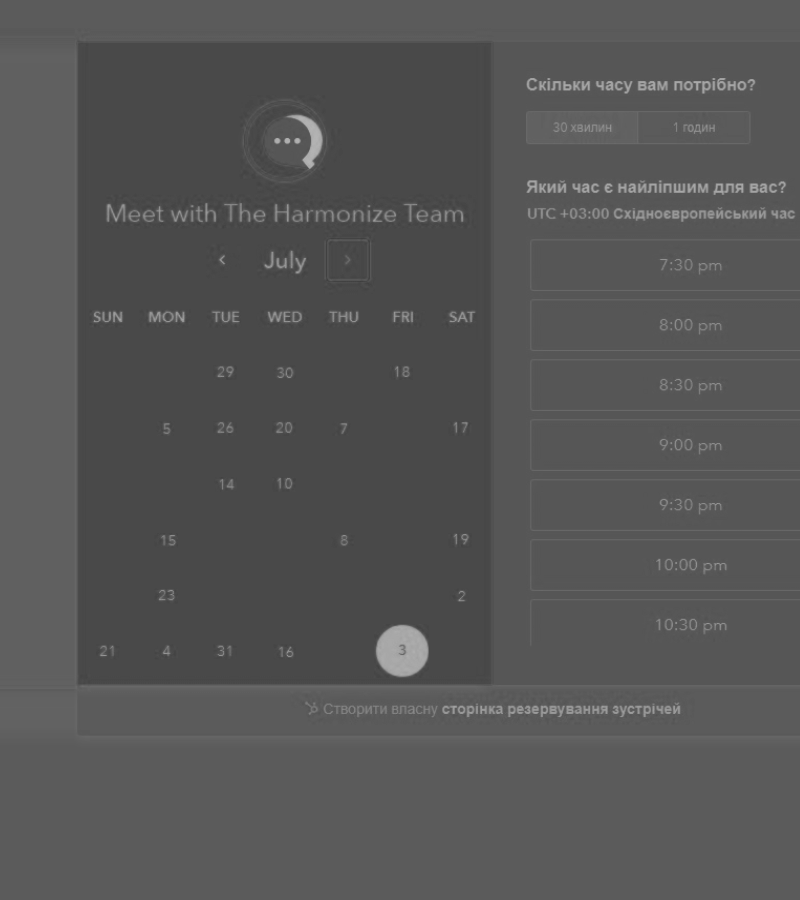 Meet with The Harmonize Team
July
SUN MON TUE WED THU FRI SAT
29 30 18
5 26 20 7 17
14 10
15 8 19
23 2
21 4 31 16 3
Скільки часу вам потрібно?
30 хвилин 1 годин
Який час є найліпшим для вас?
UTC +03:00 Східноєвропейський час
7:30 pm
8:00 pm
8:30 pm
9:00 pm
9:30 pm
10:00 pm
10:30 pm
Створити власну сторінка резервування зустрічей